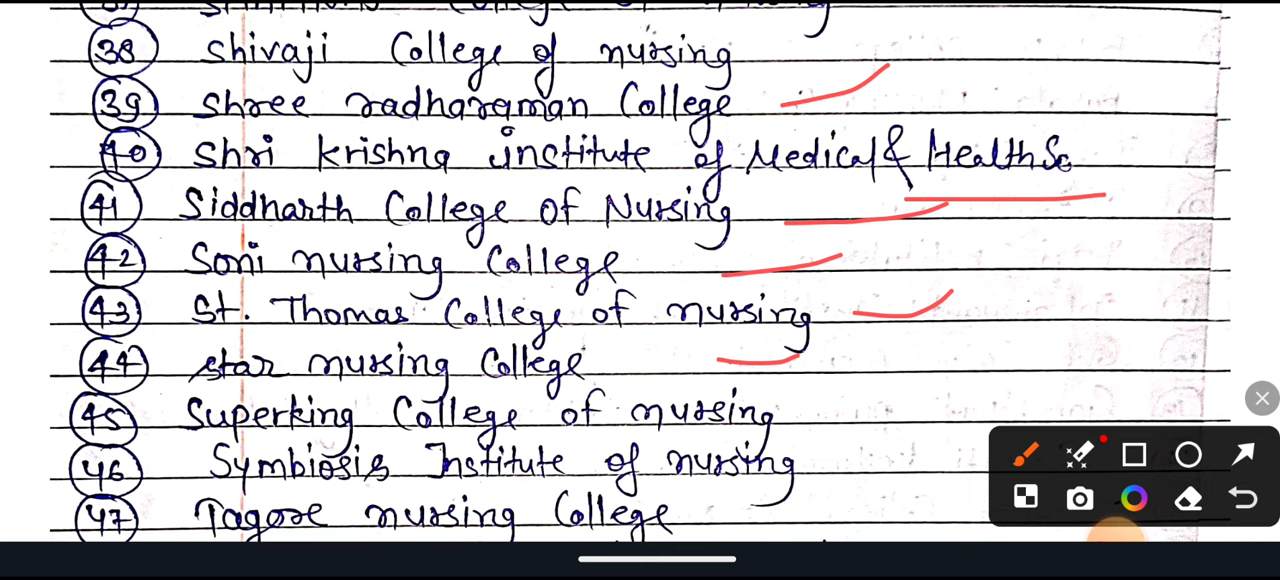 38 Shivaji College of nursing
39 Shree radharaman College
40 Shri krishna institute of Medical & Health Sc
41 Siddharth College of Nursing
42 Soni nursing College
43 St. Thomas College of nursing
44 star nursing College
45 Superking College of nursing
46 Symbiosis Institute of nursing
47 Tagore nursing College